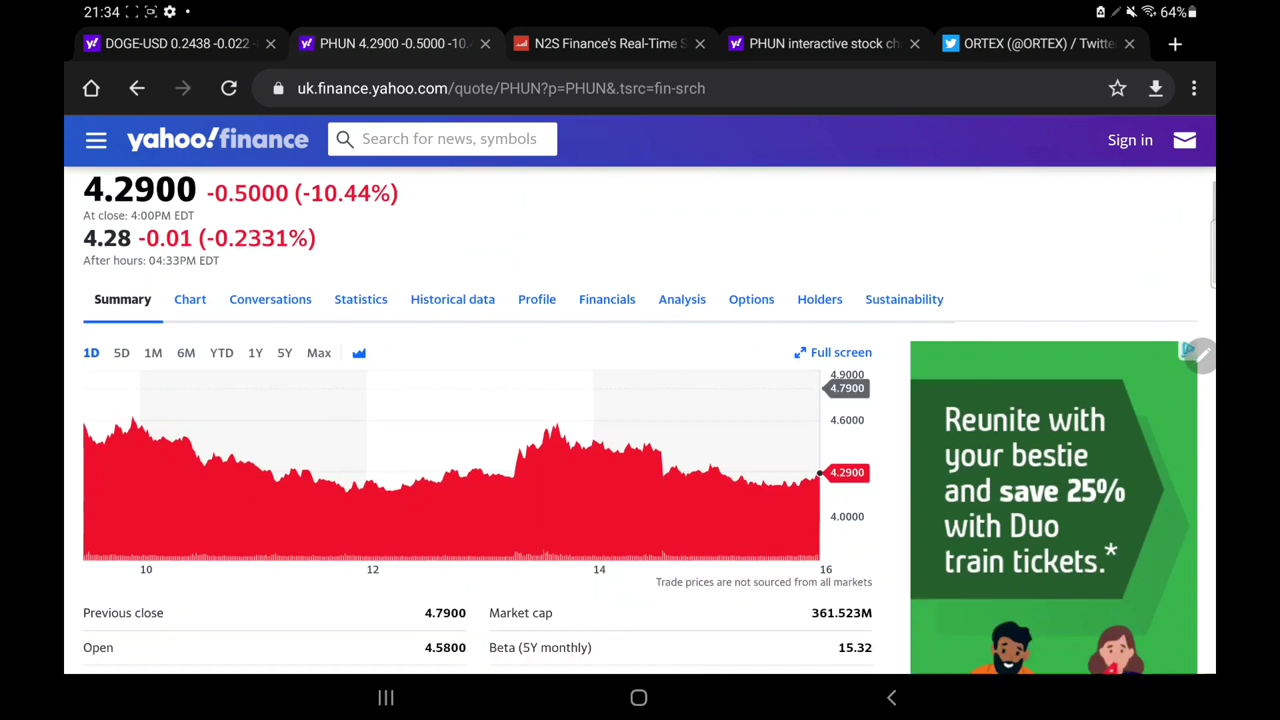 21:34
64%
DOGE-USD 0.2438 -0.022
PHUN 4.2900 -0.5000 -10.
N2S Finance's Real-Time S
PHUN interactive stock ch
ORTEX (@ORTEX) / Twitte
uk.finance.yahoo.com/quote/PHUN?p=PHUN&.tsrc=fin-srch
yahoo!finance
Search for news, symbols
Sign in
4.2900 -0.5000 (-10.44%)
At close: 4:00PM EDT
4.28 -0.01 (-0.2331%)
After hours: 04:33PM EDT
Summary Chart Conversations Statistics Historical data Profile Financials Analysis Options Holders Sustainability
1D 5D 1M 6M YTD 1Y 5Y Max
Full screen
4.9000
4.7900
4.6000
4.2900
4.0000
10 12 14 16
Trade prices are not sourced from all markets
Previous close 4.7900
Market cap 361.523M
Open 4.5800
Beta (5Y monthly) 15.32
Reunite with
your bestie
and save 25%
with Duo
train tickets.*